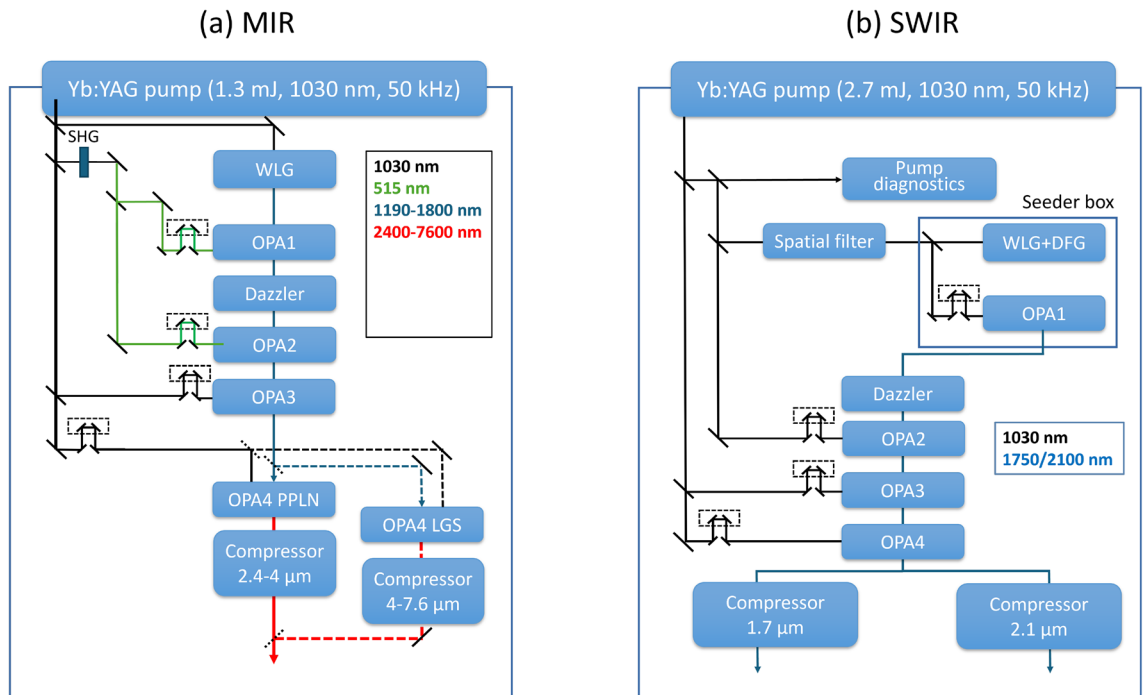 (a) MIR
Yb:YAG pump (1.3 mJ, 1030 nm, 50 kHz)
SHG
WLG
1030 nm
515 nm
1190-1800 nm
2400-7600 nm
OPA1
Dazzler
OPA2
OPA3
OPA4 PPLN
OPA4 LGS
Compressor
2.4-4 μm
Compressor
4-7.6 μm
(b) SWIR
Yb:YAG pump (2.7 mJ, 1030 nm, 50 kHz)
Pump
diagnostics
Seeder box
Spatial filter
WLG+DFG
OPA1
Dazzler
OPA2
1030 nm
1750/2100 nm
OPA3
OPA4
Compressor
1.7 μm
Compressor
2.1 μm